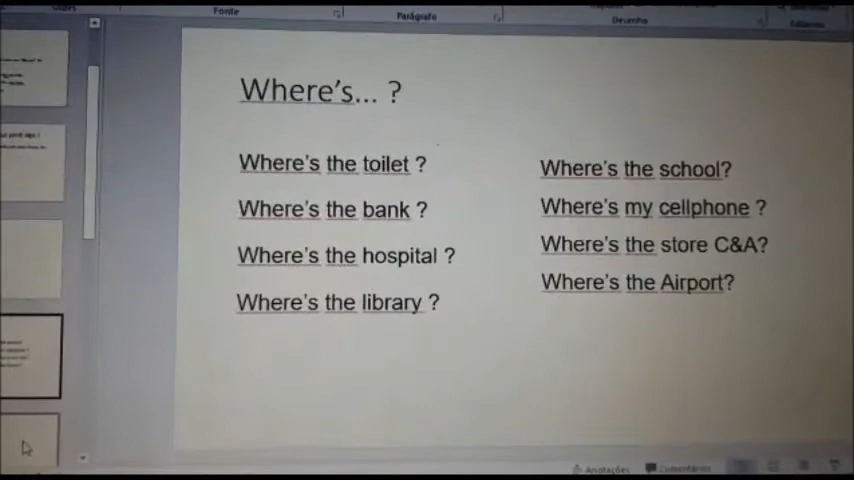 Slides
Fonte
Parágrafo
Desenho
Where's... ?
Where's the toilet ?
Where's the bank ?
Where's the hospital ?
Where's the library ?
Where's the school?
Where's my cellphone ?
Where's the store C&A?
Where's the Airport?
Anotações
Comentários